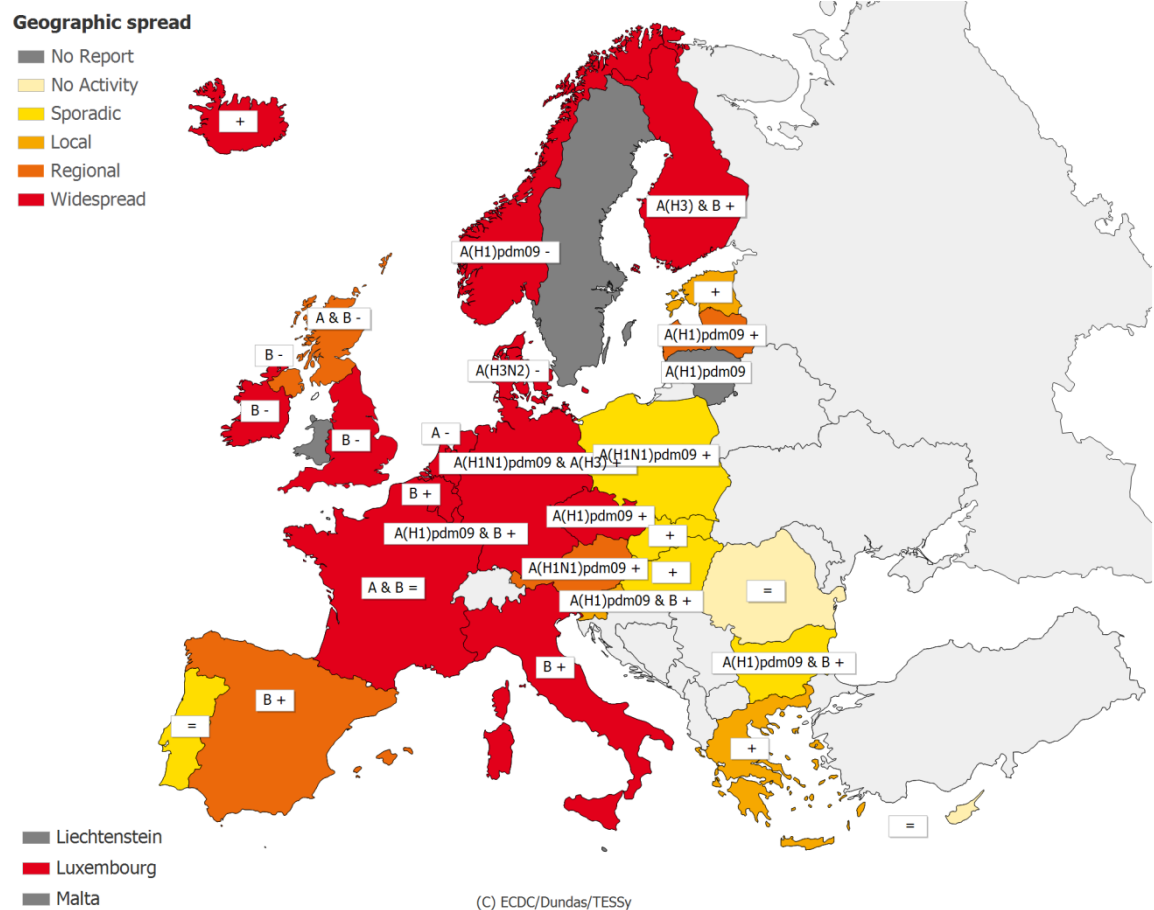 Geographic spread
No Report
No Activity
Sporadic
Local
Regional
Widespread
+
A(H3) & B +
A(H1)pdm09 -
+
A & B -
A(H1)pdm09 +
B -
A(H3N2) -
A(H1)pdm09
B -
A -
B -
A(H1N1)pdm09 & A(H3) +
A(H1N1)pdm09 +
B +
A(H1)pdm09 +
A(H1)pdm09 & B +
+
A(H1N1)pdm09 +
+
A & B =
=
A(H1)pdm09 & B +
A(H1)pdm09 & B +
B +
B +
=
+
=
Liechtenstein
Luxembourg
Malta
(C) ECDC/Dundas/TESSy